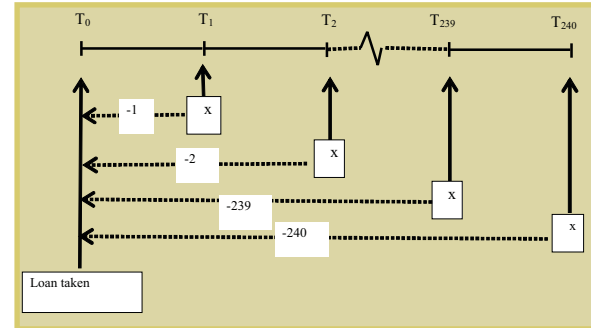 T₀ T₁ T₂ T₂₃₉ T₂₄₀
-1 x
-2 x
-239 x
-240 x
Loan taken